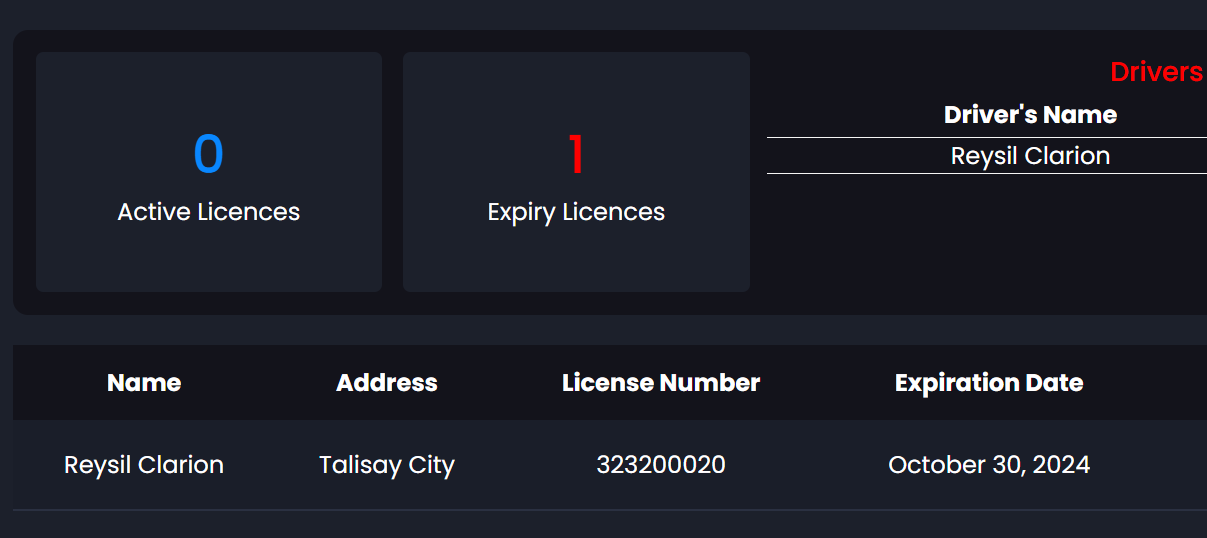 Drivers
0
Active Licences
1
Expiry Licences
Driver's Name
Reysil Clarion
Name Address License Number Expiration Date
Reysil Clarion Talisay City 323200020 October 30, 2024